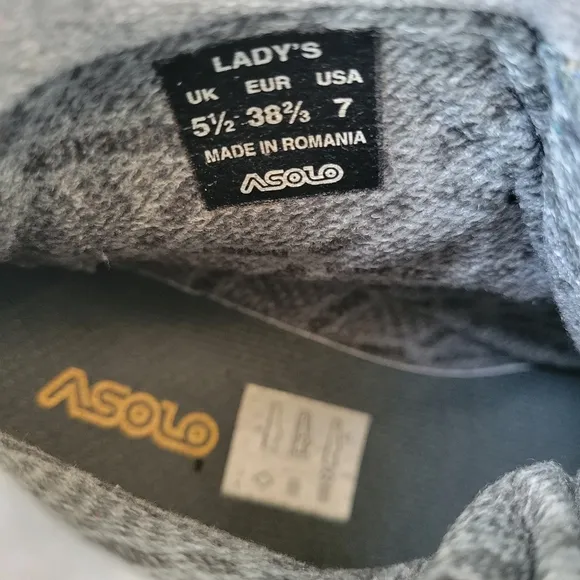 LADY'S
UK EUR USA
5½ 38⅔ 7
MADE IN ROMANIA
ASOLO
ASOLO